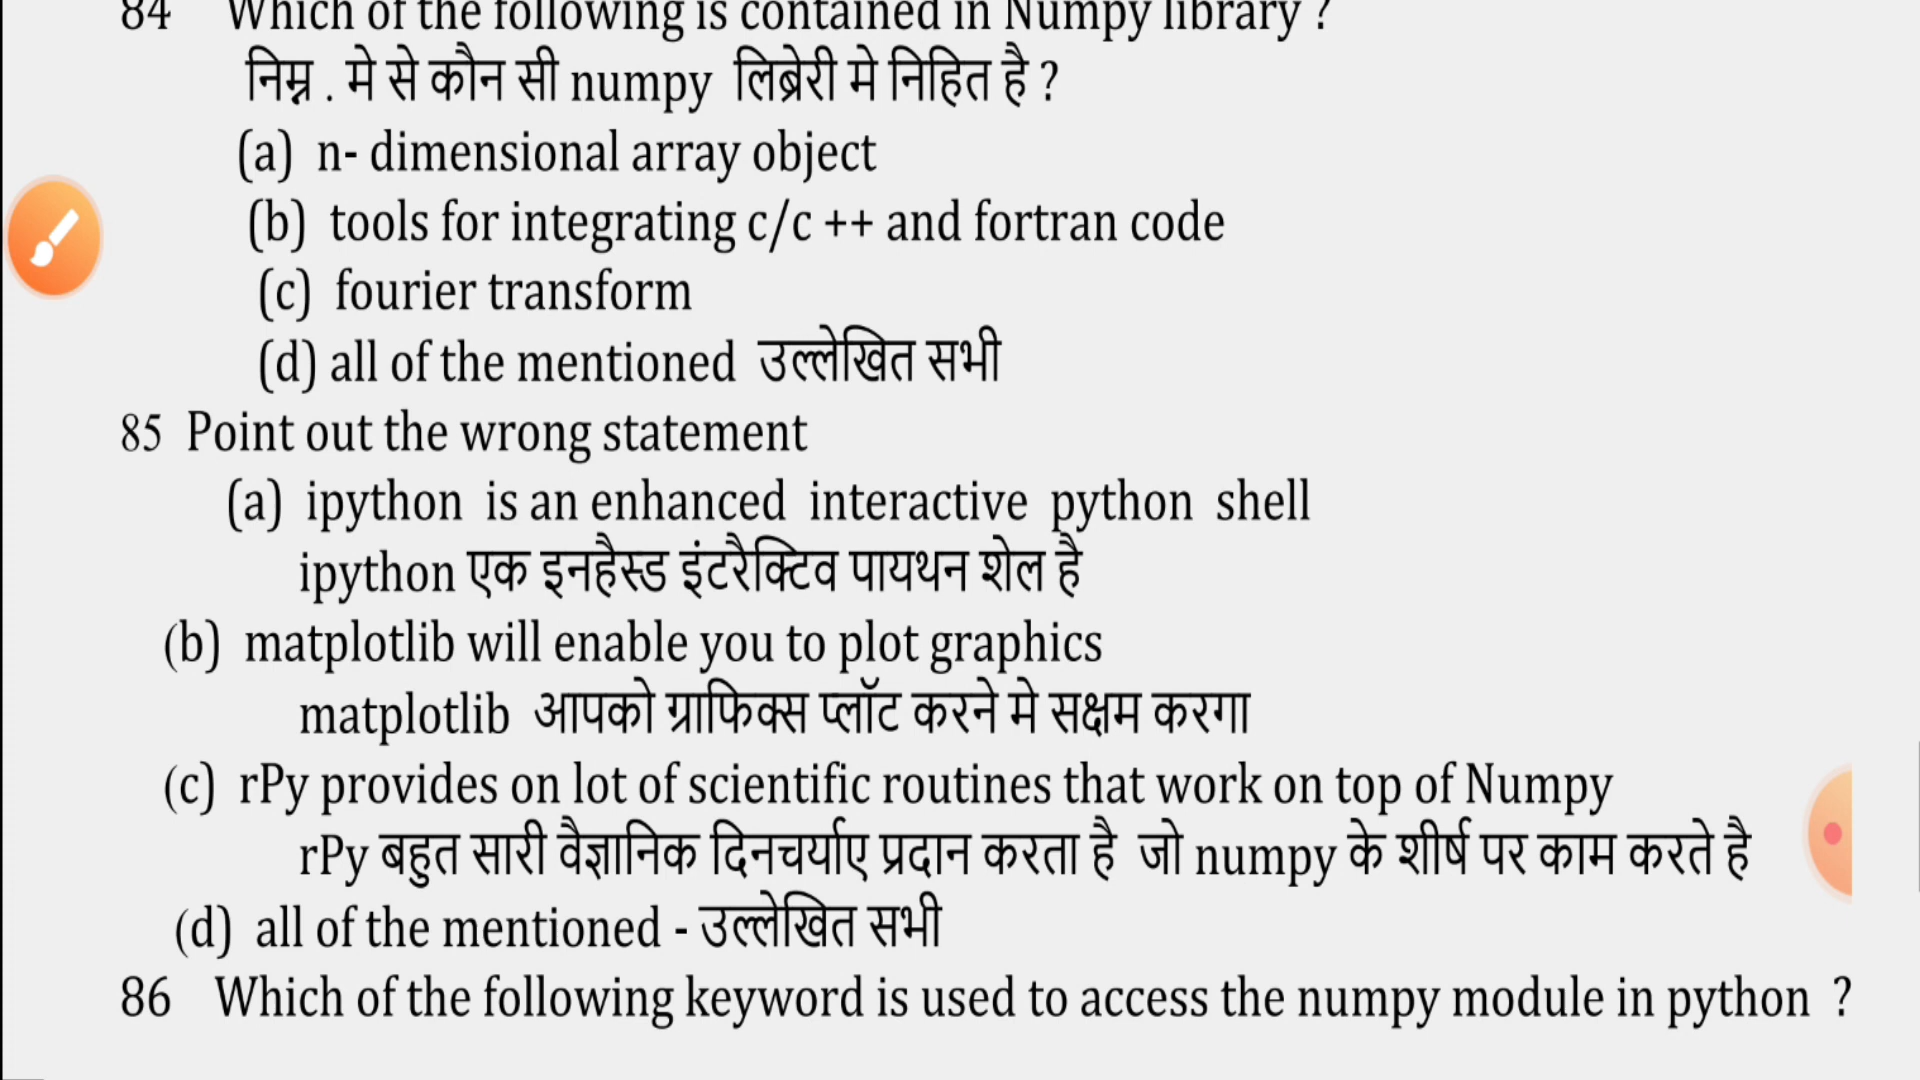 84 Which of the following is contained in Numpy library ?
निम्न . मे से कौन सी numpy लिब्रेरी मे निहित है ?
(a) n- dimensional array object
(b) tools for integrating c/c ++ and fortran code
(c) fourier transform
(d) all of the mentioned उल्लेखित सभी
85 Point out the wrong statement
(a) ipython is an enhanced interactive python shell
ipython एक इनहैस्ड इंटरैक्टिव पायथन शेल है
(b) matplotlib will enable you to plot graphics
matplotlib आपको ग्राफिक्स प्लॉट करने मे सक्षम करगा
(c) rPy provides on lot of scientific routines that work on top of Numpy
rPy बहुत सारी वैज्ञानिक दिनचर्याए प्रदान करता है जो numpy के शीर्ष पर काम करते है
(d) all of the mentioned - उल्लेखित सभी
86 Which of the following keyword is used to access the numpy module in python ?